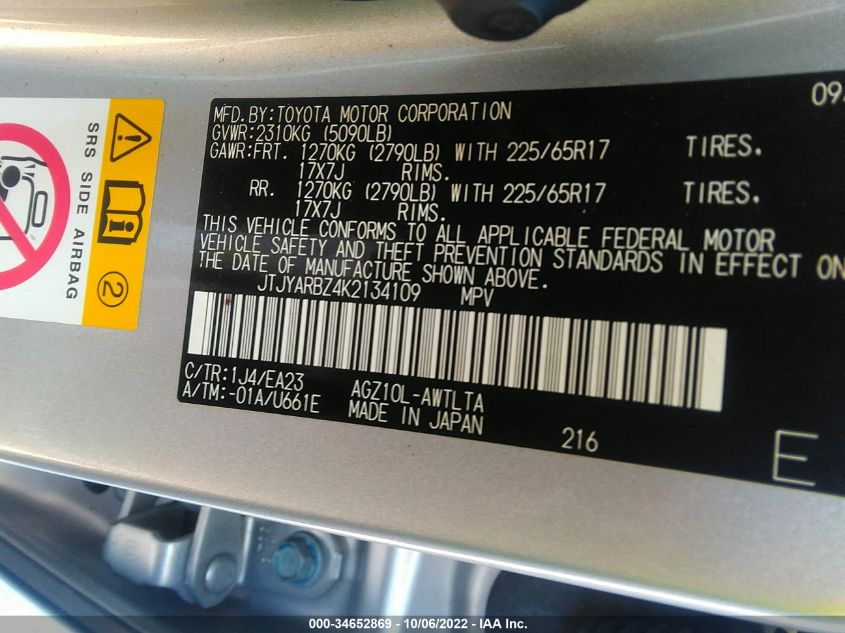 MFD.BY:TOYOTA MOTOR CORPORATION 09
GVWR:2310KG (5090LB)
GAWR:FRT. 1270KG (2790LB) WITH 225/65R17 TIRES.
17X7J RIMS.
RR. 1270KG (2790LB) WITH 225/65R17 TIRES.
17X7J RIMS.
THIS VEHICLE CONFORMS TO ALL APPLICABLE FEDERAL MOTOR
VEHICLE SAFETY AND THEFT PREVENTION STANDARDS IN EFFECT ON
THE DATE OF MANUFACTURE SHOWN ABOVE.
JTJYARBZ4K2134109 MPV
C/TR:1J4/EA23 AGZ10L-AWTLTA
A/TM:-01A/U661E MADE IN JAPAN
216
E
SRS SIDE AIRBAG
2
000-34652869 - 10/06/2022 - IAA Inc.